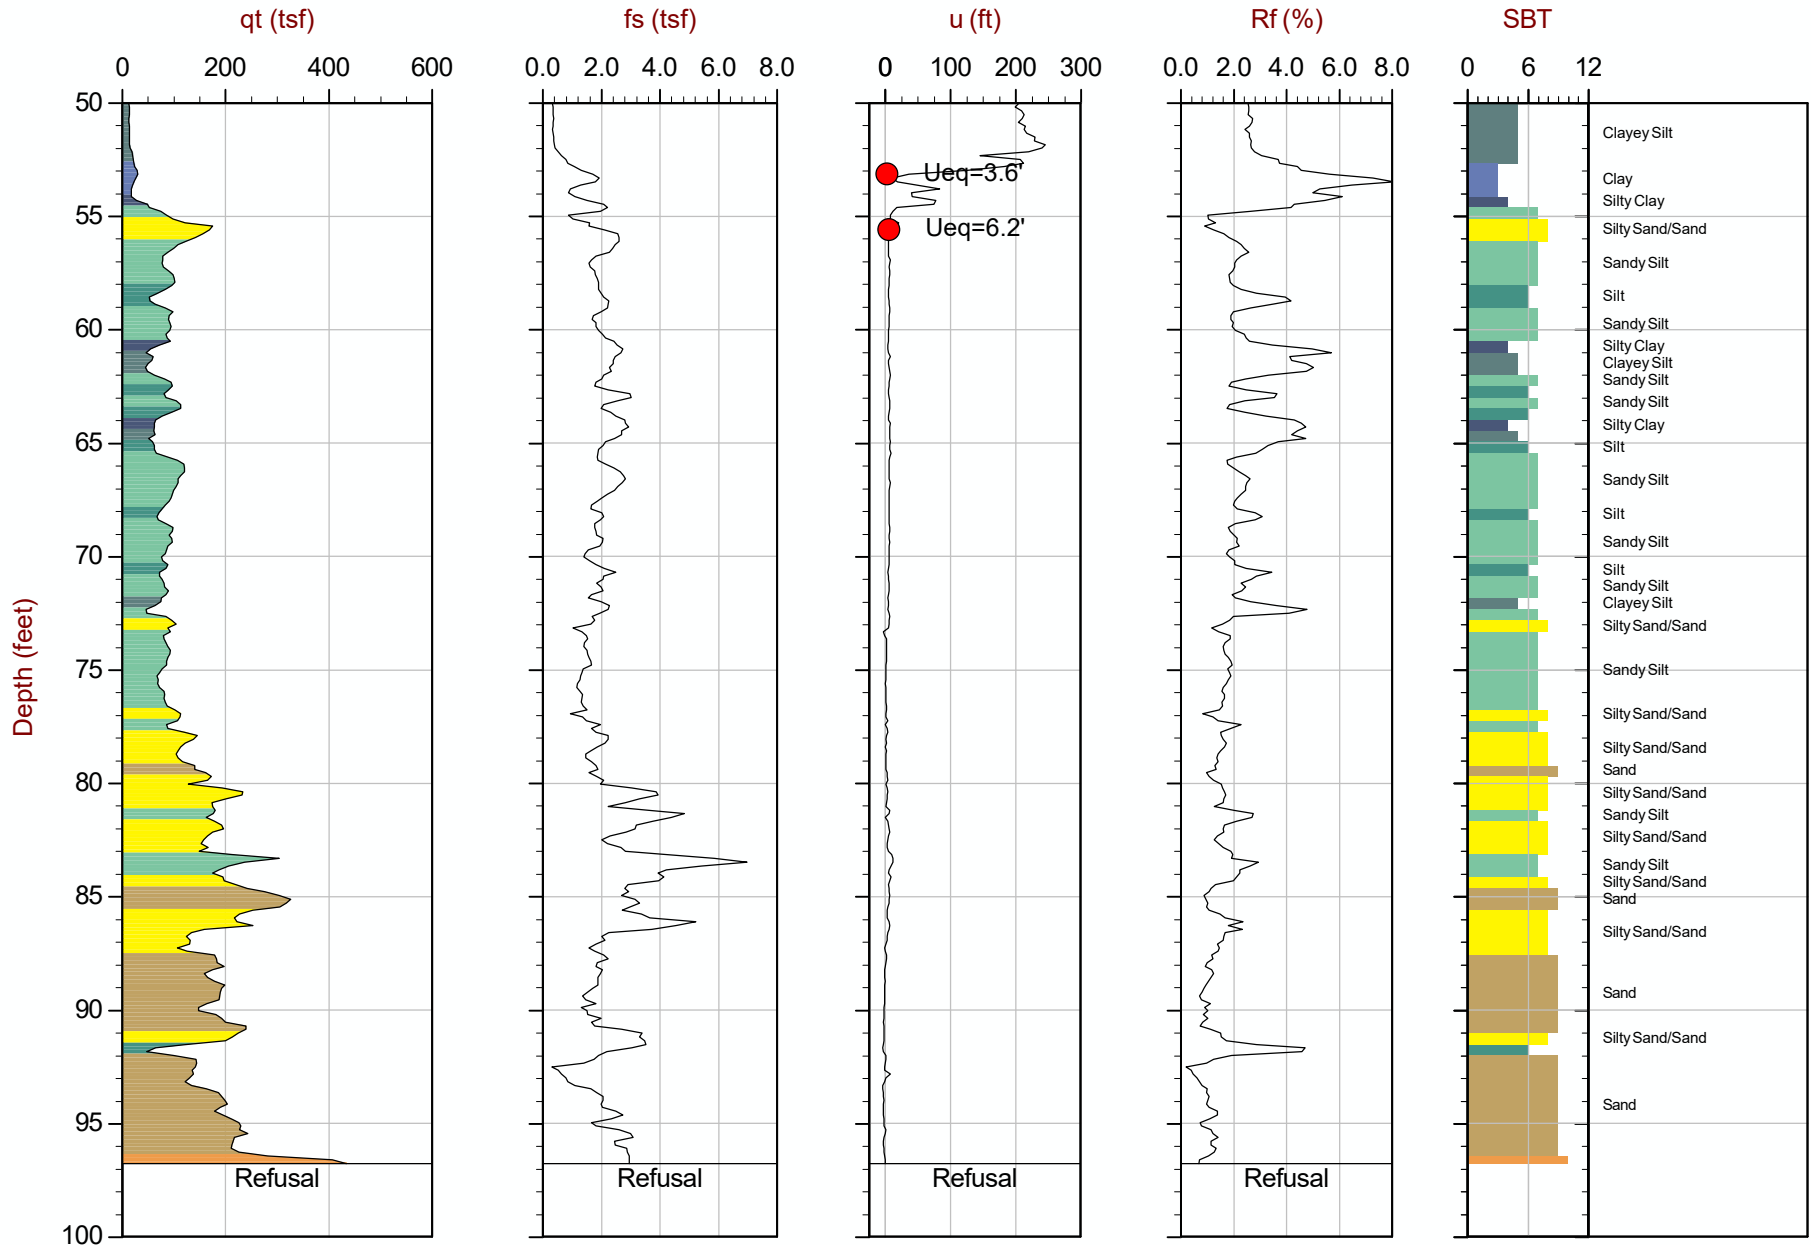 qt (tsf) fs (tsf) u (ft) Rf (%) SBT
0 200 400 600 0.0 2.0 4.0 6.0 8.0 0 100 200 300 0.0 2.0 4.0 6.0 8.0 0 6 12
50
Clayey Silt
Ueq=3.6'
Clay
Silty Clay
55
Ueq=6.2'
Silty Sand/Sand
Sandy Silt
Silt
Sandy Silt
60
Silty Clay
Clayey Silt
Sandy Silt
Sandy Silt
Silty Clay
65
Silt
Sandy Silt
Silt
Sandy Silt
70
Silt
Sandy Silt
Clayey Silt
Silty Sand/Sand
Depth (feet)
75
Sandy Silt
Silty Sand/Sand
Silty Sand/Sand
Sand
80
Silty Sand/Sand
Sandy Silt
Silty Sand/Sand
Sandy Silt
Silty Sand/Sand
85
Sand
Silty Sand/Sand
Sand
90
Silty Sand/Sand
Sand
95
Refusal Refusal Refusal Refusal
100